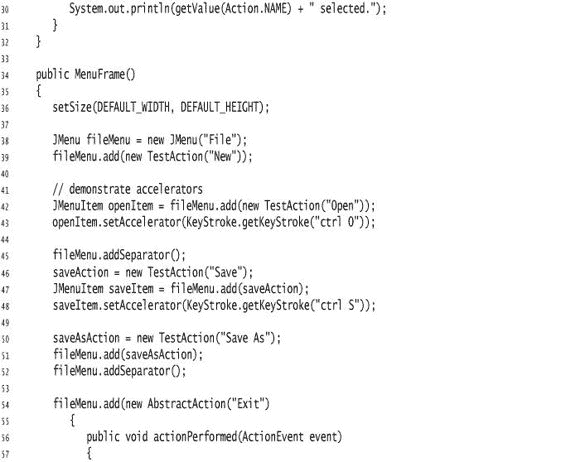 30 System.out.println(getValue(Action.NAME) + " selected.");
31 }
32 }
33
34 public MenuFrame()
35 {
36 setSize(DEFAULT_WIDTH, DEFAULT_HEIGHT);
37
38 JMenu fileMenu = new JMenu("File");
39 fileMenu.add(new TestAction("New"));
40
41 // demonstrate accelerators
42 JMenuItem openItem = fileMenu.add(new TestAction("Open"));
43 openItem.setAccelerator(KeyStroke.getKeyStroke("ctrl O"));
44
45 fileMenu.addSeparator();
46 saveAction = new TestAction("Save");
47 JMenuItem saveItem = fileMenu.add(saveAction);
48 saveItem.setAccelerator(KeyStroke.getKeyStroke("ctrl S"));
49
50 saveAsAction = new TestAction("Save As");
51 fileMenu.add(saveAsAction);
52 fileMenu.addSeparator();
53
54 fileMenu.add(new AbstractAction("Exit")
55 {
56 public void actionPerformed(ActionEvent event)
57 {